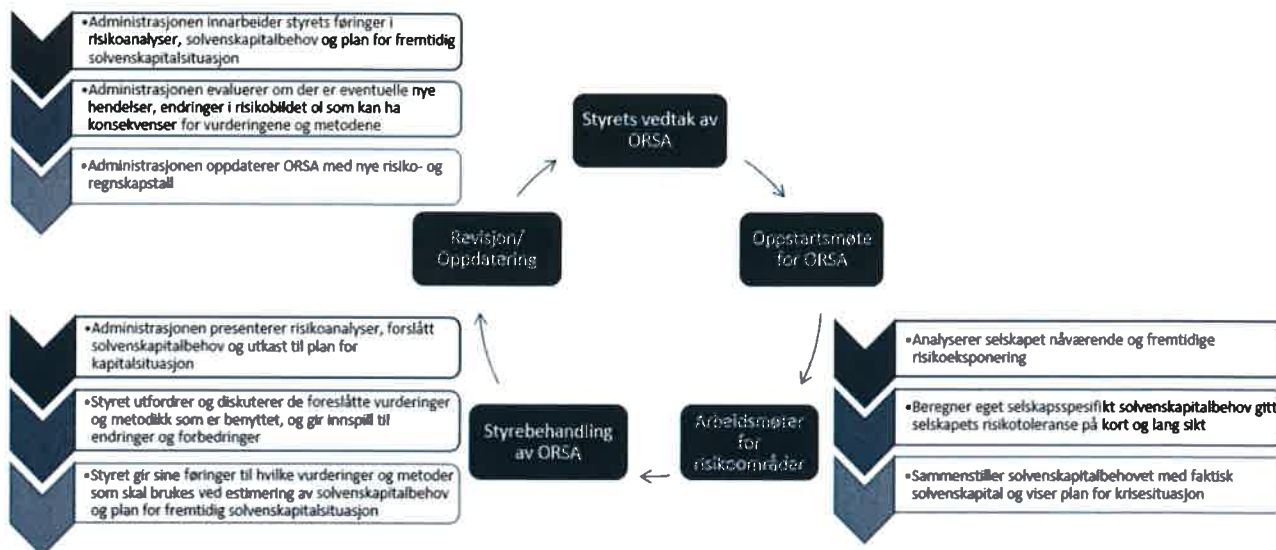 •Administrasjonen innarbeider styrets føringer i
risikoanalyser, solvenskapitalbehov og plan for fremtidig
solvenskapitalsituasjon
•Administrasjonen evaluerer om der er eventuelle nye
hendelser, endringer i risikobildet ol som kan ha
konsekvenser for vurderingene og metodene
•Administrasjonen oppdaterer ORSA med nye risiko- og
regnskapstall
Styrets vedtak av
ORSA
Oppstartsmøte
for ORSA
Arbeidsmøter
for
risikoområder
Styrebehandling
av ORSA
Revisjon/
Oppdatering
•Administrasjonen presenterer risikoanalyser, forslått
solvenskapitalbehov og utkast til plan for
kapitalsituasjon
•Styret utfordrer og diskuterer de foreslåtte vurderinger
og metodikk som er benyttet, og gir innspill til
endringer og forbedringer
•Styret gir sine føringer til hvilke vurderinger og metoder
som skal brukes ved estimering av solvenskapitalbehov
og plan for fremtidig solvenskapitalsituasjon
•Analyserer selskapet nåværende og fremtidige
risikoeksponering
•Beregner eget selskapsspesifikt solvenskapitalbehov gitt
selskapets risikotoleranse på kort og lang sikt
•Sammenstiller solvenskapitalbehovet med faktisk
solvenskapital og viser plan for krisesituasjon